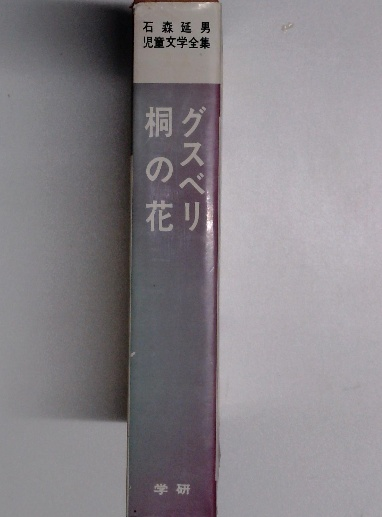 石森延男
児童文学全集
グスベリ
桐の花
学研